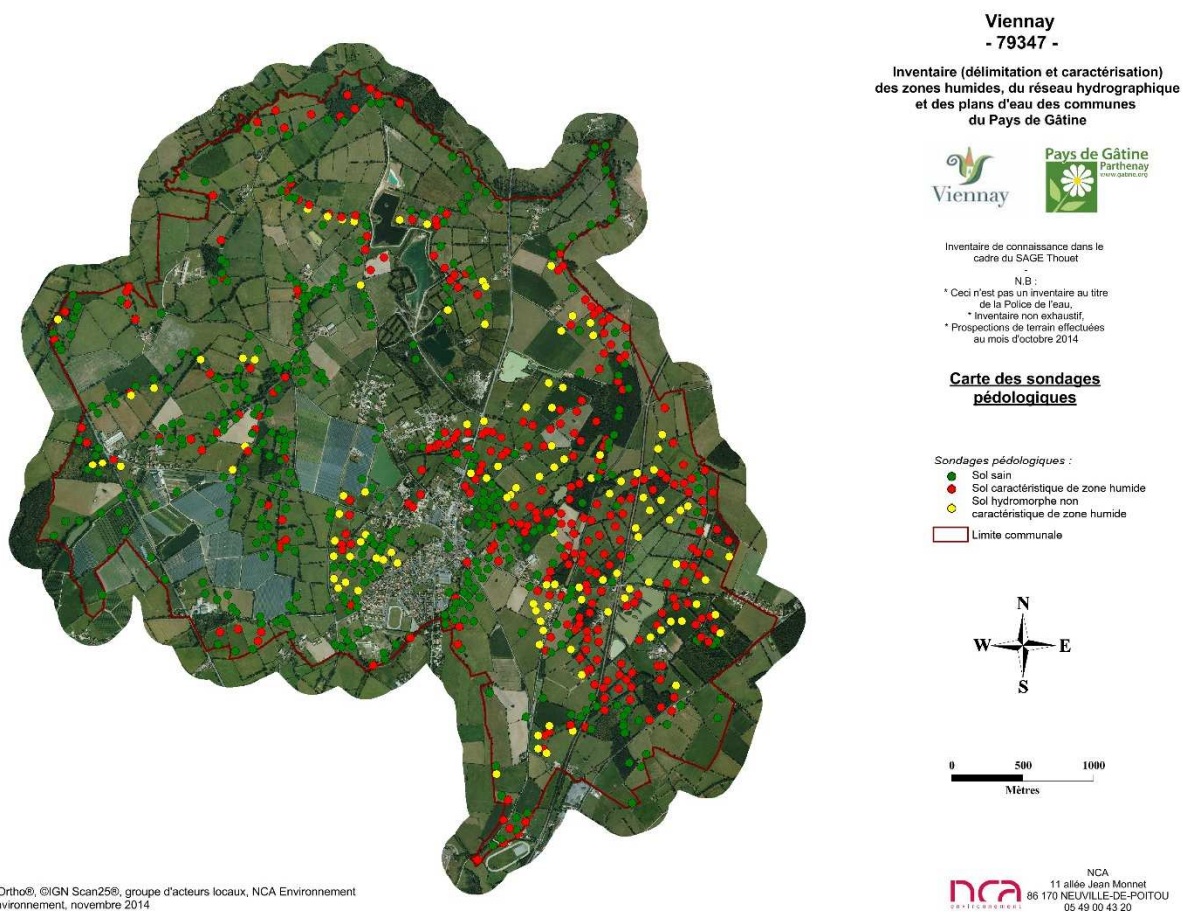 Viennay
- 79347 -
Inventaire (délimitation et caractérisation)
des zones humides, du réseau hydrographique
et des plans d'eau des communes
du Pays de Gâtine
Viennay
Pays de Gâtine
Parthenay
www.gatine.org
Inventaire de connaissance dans le
cadre du SAGE Thouet
-
N.B :
* Ceci n'est pas un inventaire au titre
de la Police de l'eau,
* Inventaire non exhaustif,
* Prospections de terrain effectuées
au mois d'octobre 2014
Carte des sondages
pédologiques
Sondages pédologiques :
Sol sain
Sol caractéristique de zone humide
Sol hydromorphe non
caractéristique de zone humide
Limite communale
N
W E
S
0 500 1000
Mètres
Ortho®, ©IGN Scan25®, groupe d'acteurs locaux, NCA Environnement
vironnement, novembre 2014
nca
environnement
NCA
11 allée Jean Monnet
86 170 NEUVILLE-DE-POITOU
05 49 00 43 20